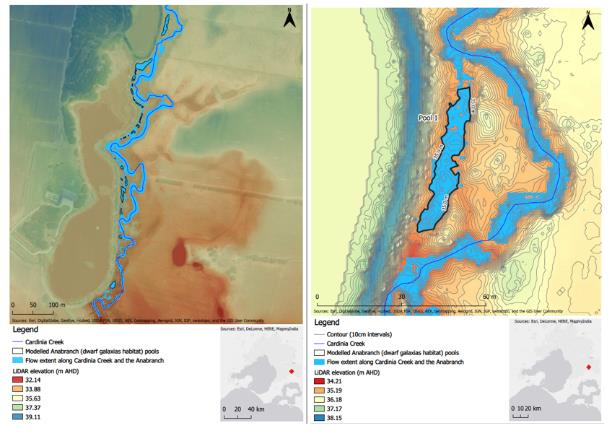 N
0 50 100 m
Legend
Sources: Esri, DeLorme, HERE, MapmyIndia
Cardinia Creek
Modelled Anabranch (dwarf galaxias habitat) pools
Flow extent along Cardinia Creek and the Anabranch
LiDAR elevation (m AHD)
32.14
33.88
35.63
37.37
39.11
0 20 40 km
N
Pool 1
0
50 m
Legend
Sources: Esri, DeLorme, HERE, MapmyIndia
Contour (10cm intervals)
Cardinia Creek
Modelled Anabranch (dwarf galaxias habitat) pools
Flow extent along Cardinia Creek and the Anabranch
LiDAR elevation (m AHD)
34.21
35.19
36.18
37.17
38.15
0 10 20 km